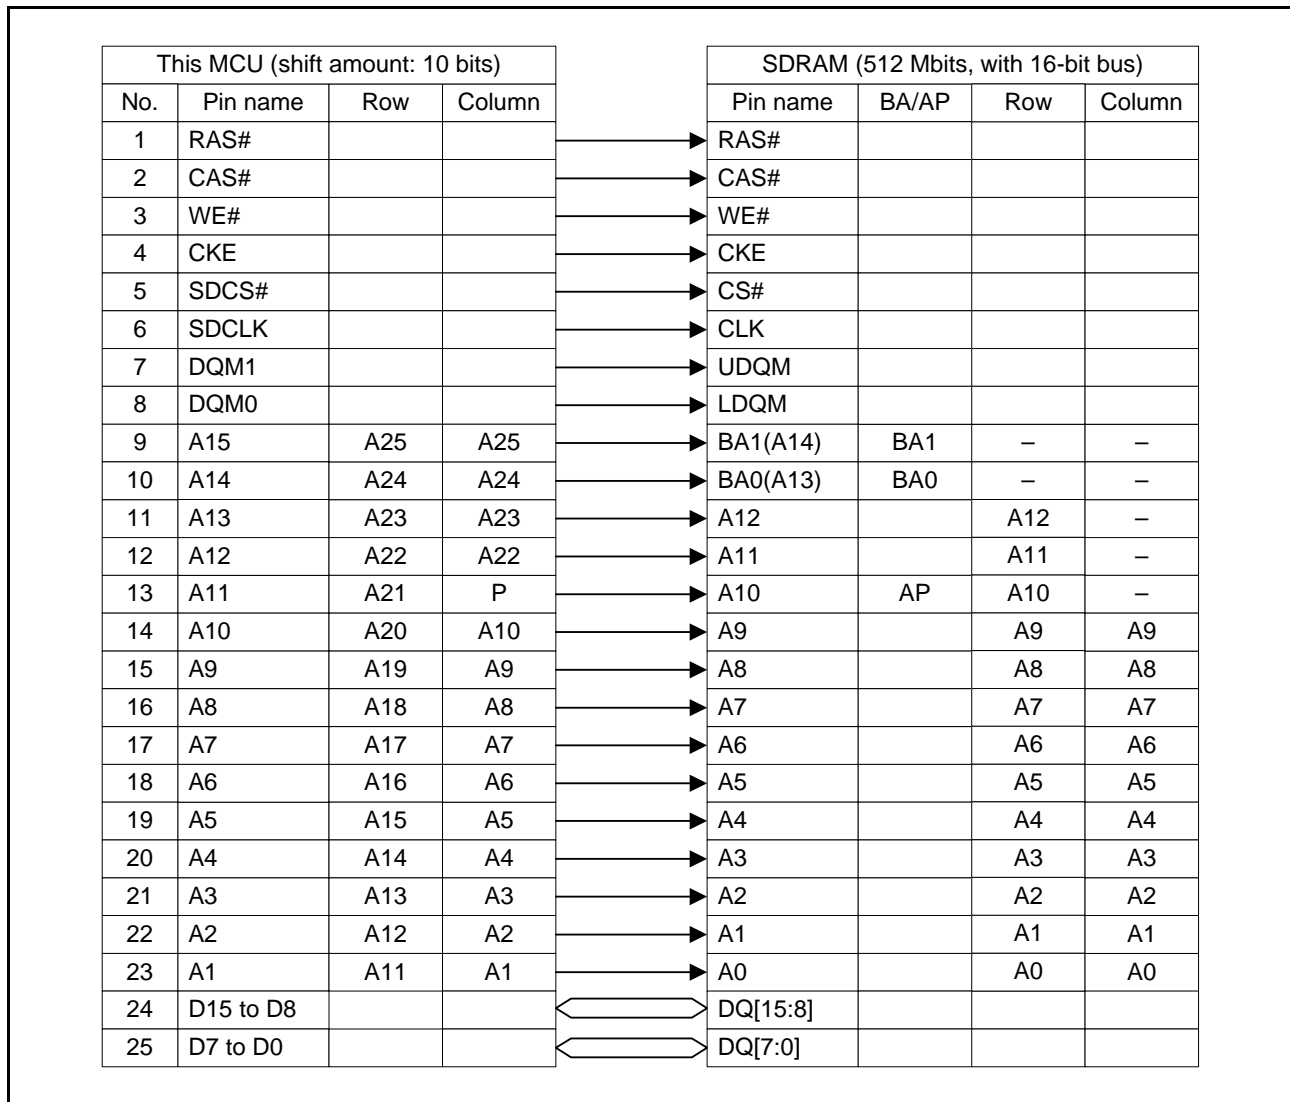 This MCU (shift amount: 10 bits) SDRAM (512 Mbits, with 16-bit bus)
No. Pin name Row Column Pin name BA/AP Row Column
1 RAS# RAS#
2 CAS# CAS#
3 WE# WE#
4 CKE CKE
5 SDCS# CS#
6 SDCLK CLK
7 DQM1 UDQM
8 DQM0 LDQM
9 A15 A25 A25 BA1(A14) BA1 – –
10 A14 A24 A24 BA0(A13) BA0 – –
11 A13 A23 A23 A12 A12 –
12 A12 A22 A22 A11 A11 –
13 A11 A21 P A10 AP A10 –
14 A10 A20 A10 A9 A9 A9
15 A9 A19 A9 A8 A8 A8
16 A8 A18 A8 A7 A7 A7
17 A7 A17 A7 A6 A6 A6
18 A6 A16 A6 A5 A5 A5
19 A5 A15 A5 A4 A4 A4
20 A4 A14 A4 A3 A3 A3
21 A3 A13 A3 A2 A2 A2
22 A2 A12 A2 A1 A1 A1
23 A1 A11 A1 A0 A0 A0
24 D15 to D8 DQ[15:8]
25 D7 to D0 DQ[7:0]